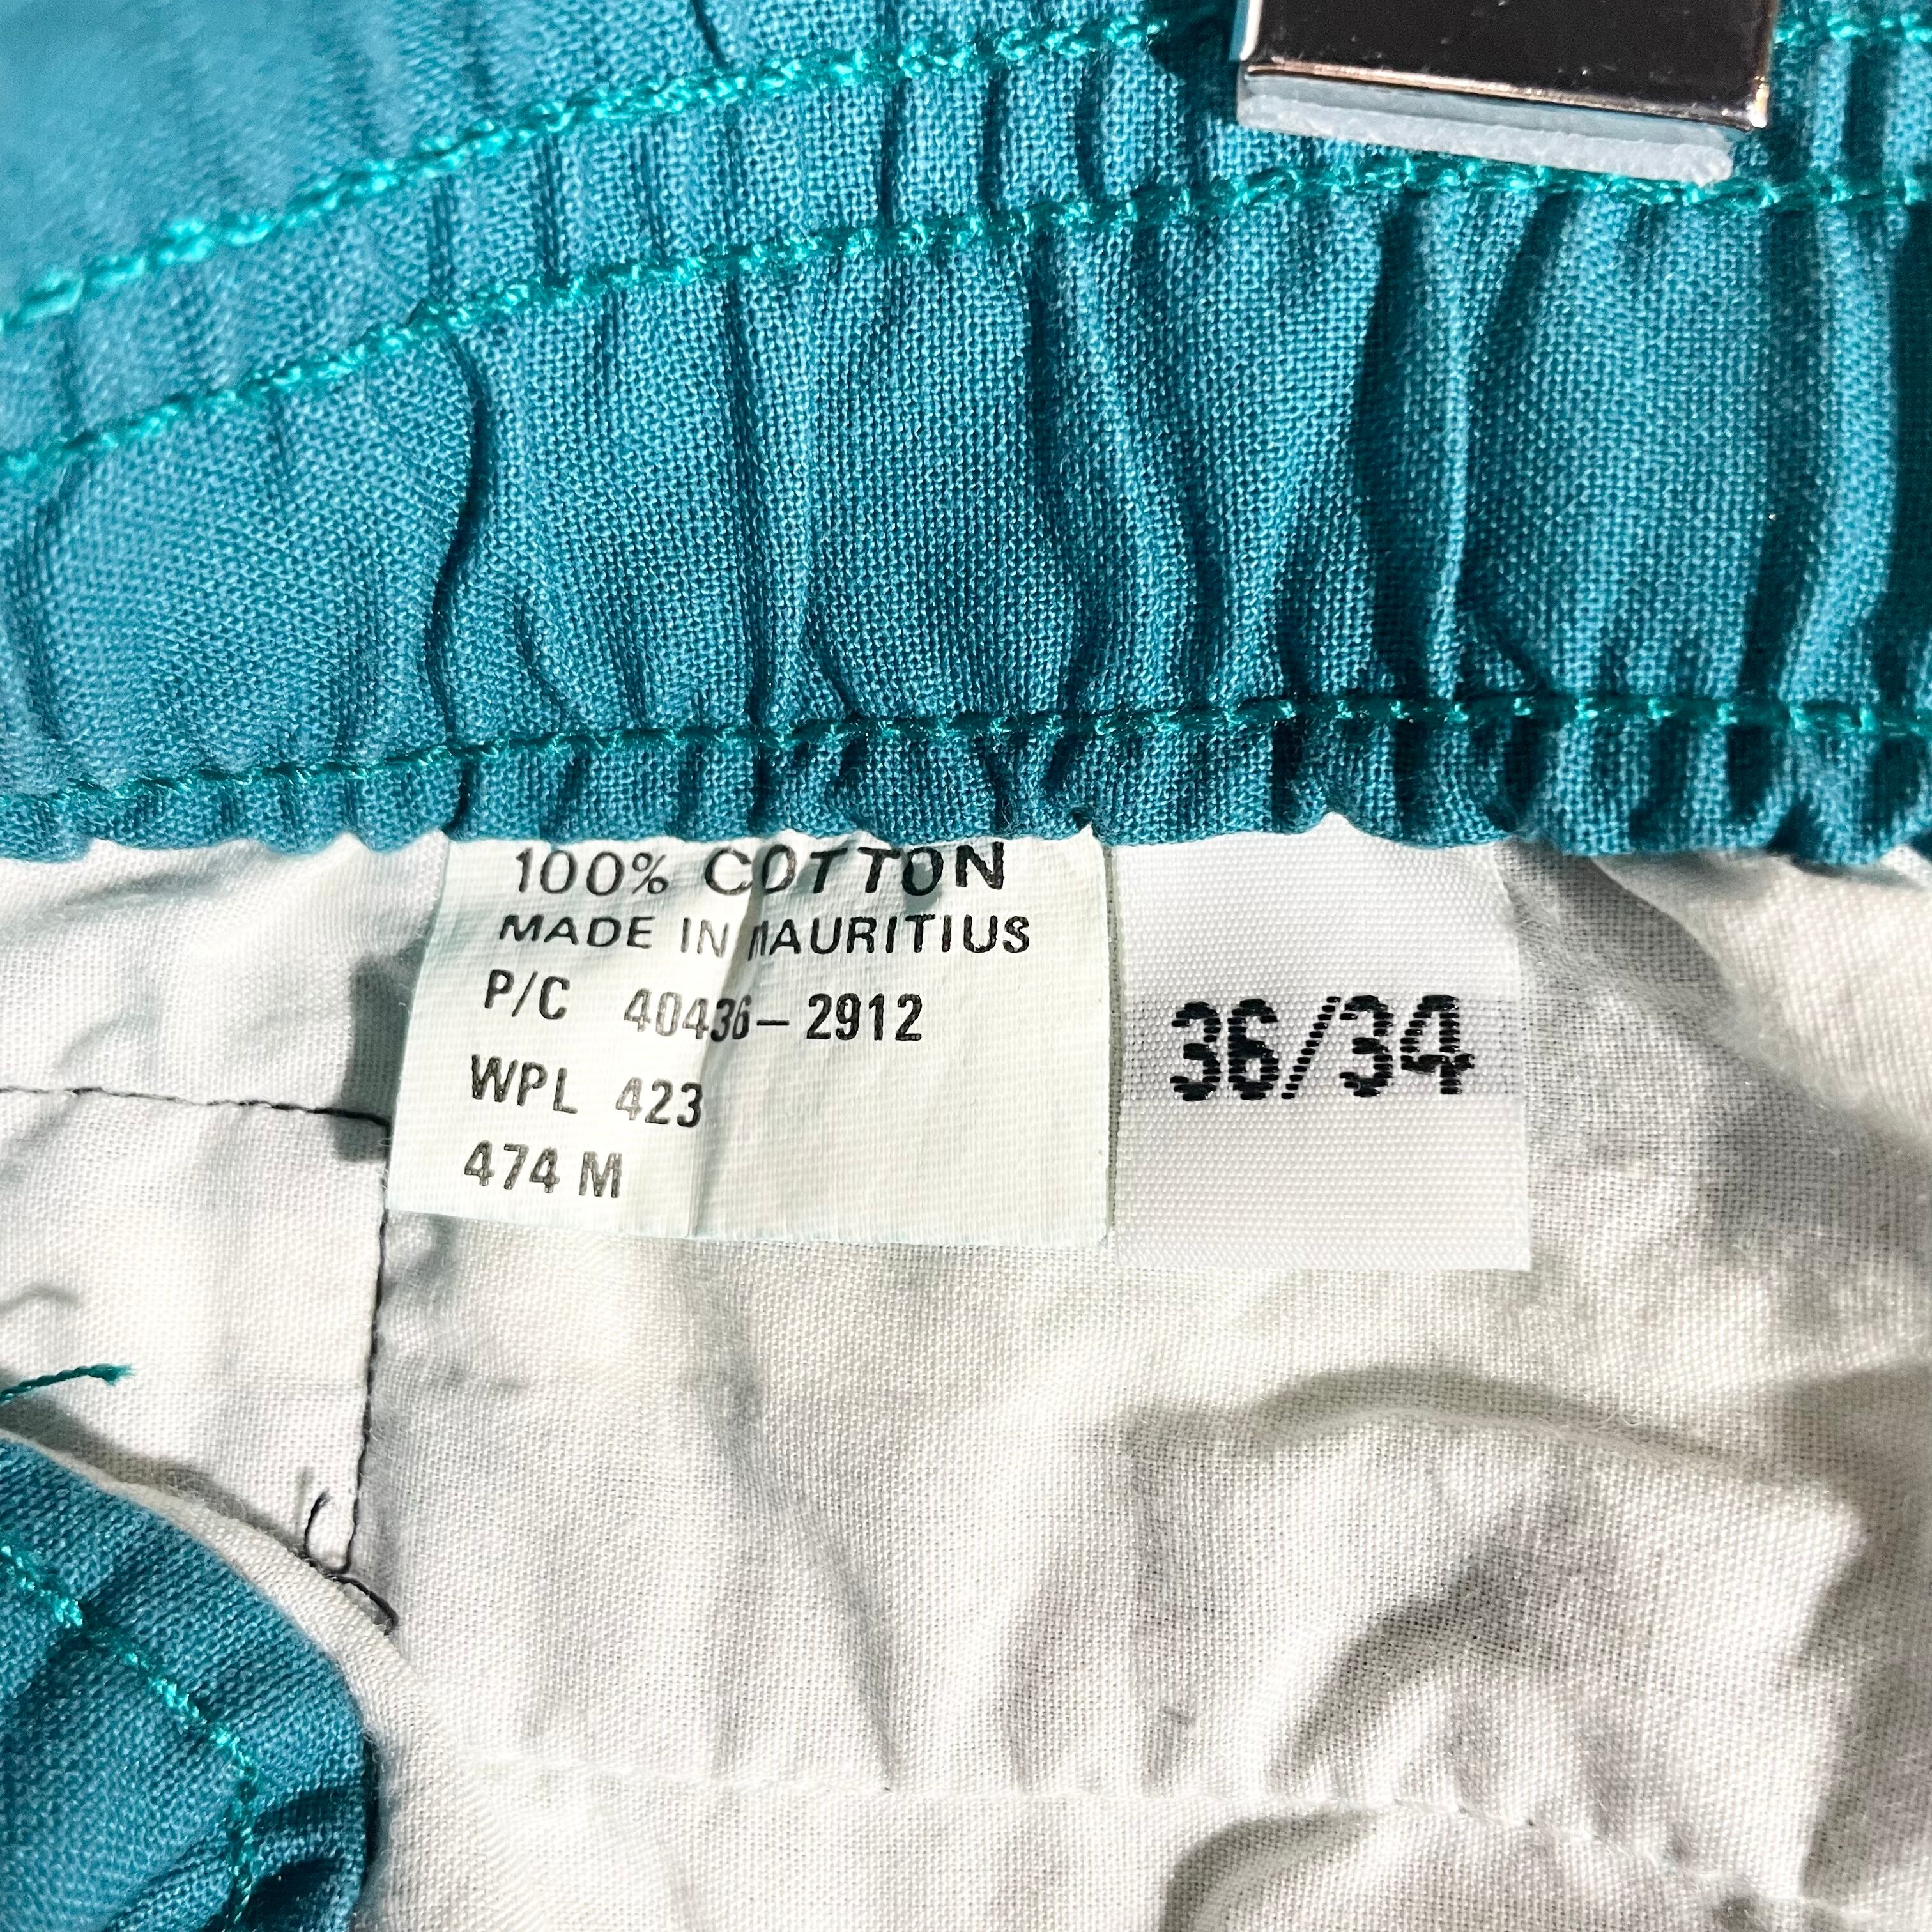 100% COTTON
MADE IN MAURITIUS
P/C 40436-2912
WPL 423
474 M
36/34